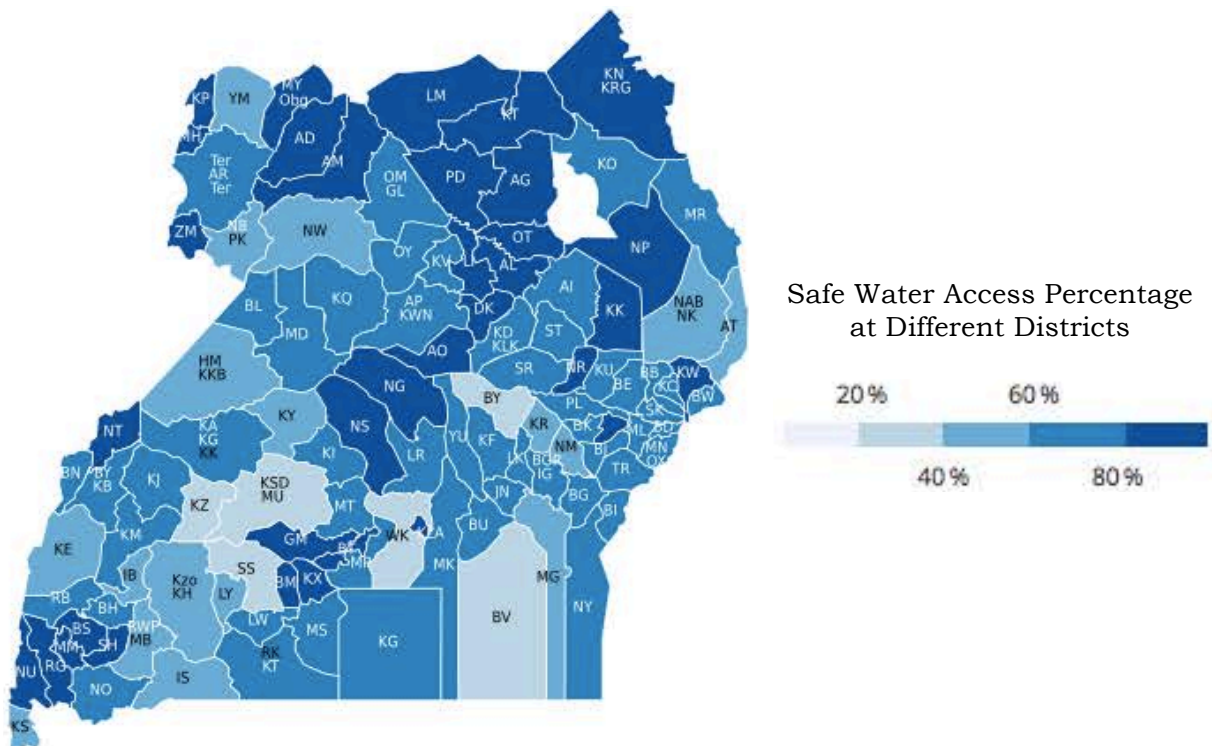 KN
KRG
MY
Obg
LM
KP
YM
KT
MH
AD
AM
Ter
AR
Ter
OM
GL
PD
AG
KO
MR
ZM
NB
PK
NW
OY
KV
OT
AL
NP
BL
MD
KQ
AP
KWN
DK
AI
KK
NAB
NK
AT
KD
KLK
ST
HM
KKB
AO
SR
NR
KU
BE
BB
KW
KC
BW
NG
BY
PL
SK
NT
KA
KG
KK
KY
NS
YU
KF
KR
NM
BK
ML
MN
TR
BN
BY
KB
KJ
KI
LR
IG
KSD
MU
KZ
MT
JN
BG
BI
KM
GM
WK
BU
KE
SS
BM
KX
MK
IB
Kzo
KH
LY
MG
RB
BH
LW
MS
BV
NY
BS
MM
SH
RWP
MB
RK
KT
KG
NU
RG
NO
IS
KS
Safe Water Access Percentage
at Different Districts
20 %
60 %
40 %
80 %